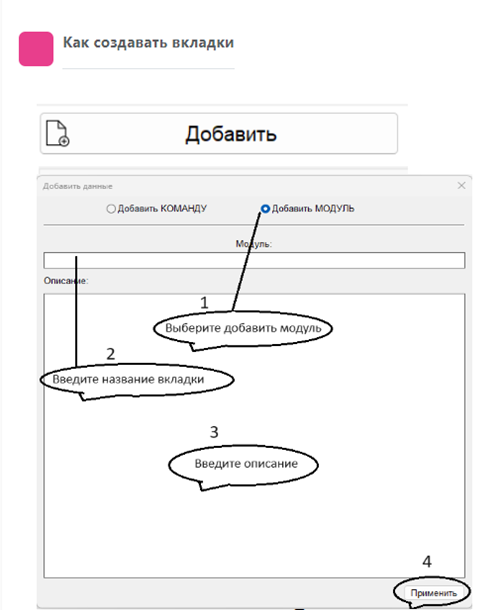 Как создавать вкладки
Добавить
Добавить данные
Добавить КОМАНДУ Добавить МОДУЛЬ
Модуль:
Описание:
1
Выберите добавить модуль
2
Введите название вкладки
3
Введите описание
4
Применить